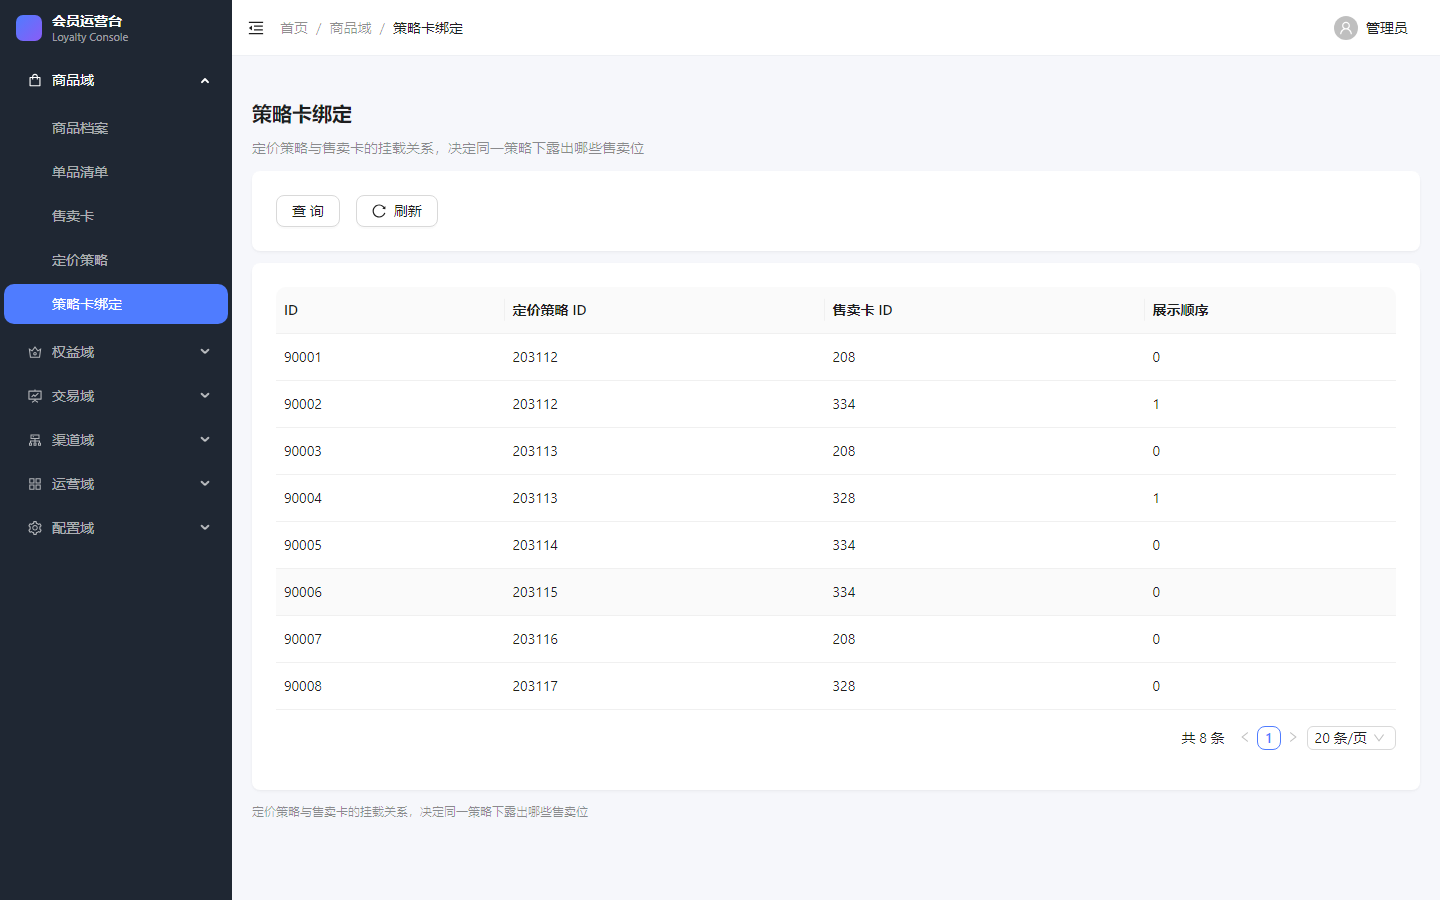 会员运营台
Loyalty Console
商品域
商品档案
单品清单
售卖卡
定价策略
策略卡绑定
权益域
交易域
渠道域
运营域
配置域
首页 / 商品域 / 策略卡绑定
管理员
策略卡绑定
定价策略与售卖卡的挂载关系，决定同一策略下露出哪些售卖位
查 询
刷新
ID 定价策略 ID 售卖卡 ID 展示顺序
90001 203112 208 0
90002 203112 334 1
90003 203113 208 0
90004 203113 328 1
90005 203114 334 0
90006 203115 334 0
90007 203116 208 0
90008 203117 328 0
共 8 条 1 20 条/页
定价策略与售卖卡的挂载关系，决定同一策略下露出哪些售卖位